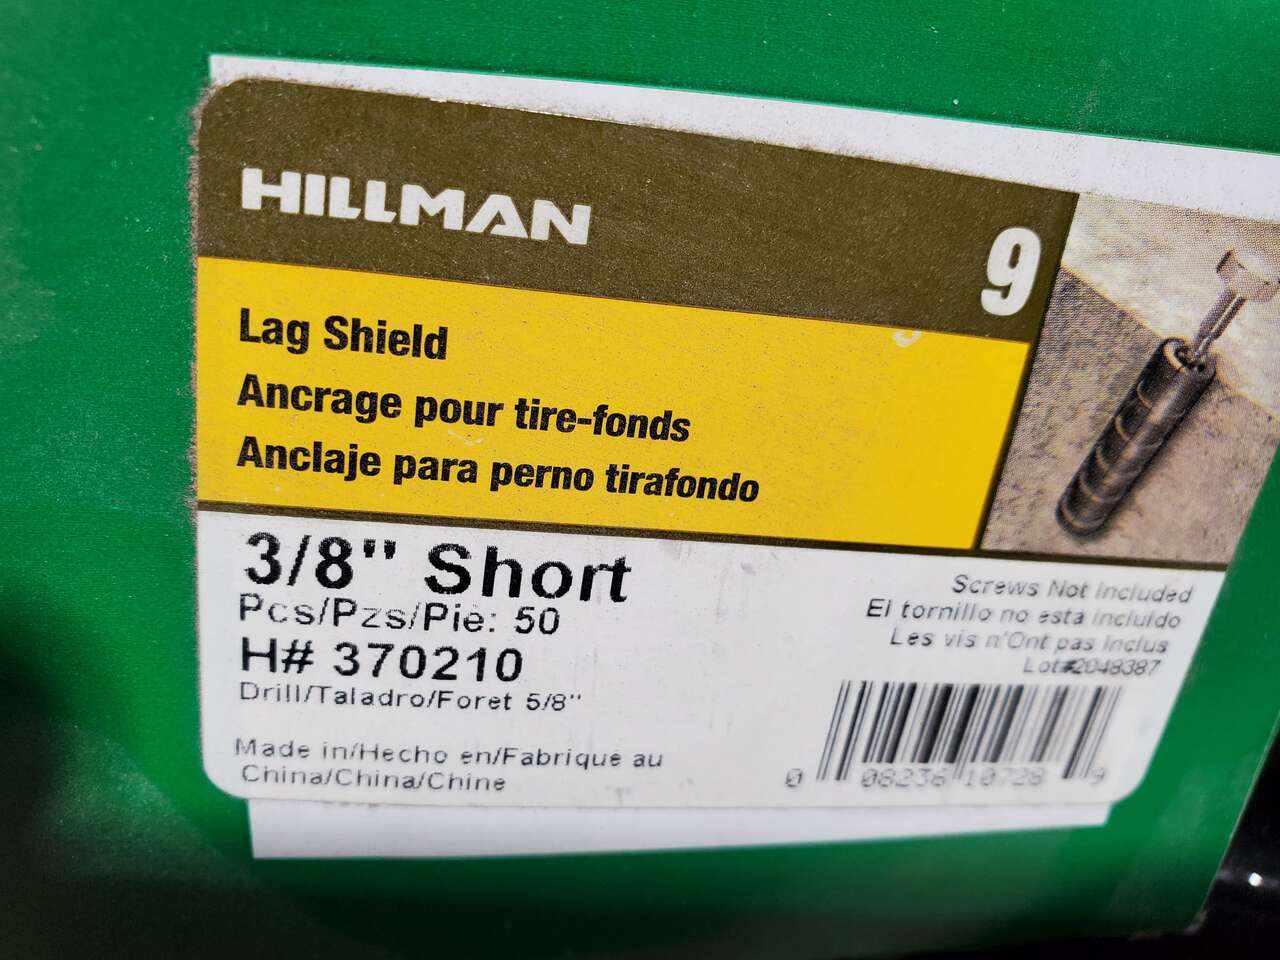 HILLMAN
9
Lag Shield
Ancrage pour tire-fonds
Anclaje para perno tirafondo
3/8" Short
Pcs/Pzs/Pie: 50
H# 370210
Drill/Taladro/Foret 5/8"
Made in/Hecho en/Fabrique au
China/China/Chine
Screws Not Included
El tornillo no esta incluido
Les vis n'Ont pas Inclus
Lot#2048387
0 08236 10728 9